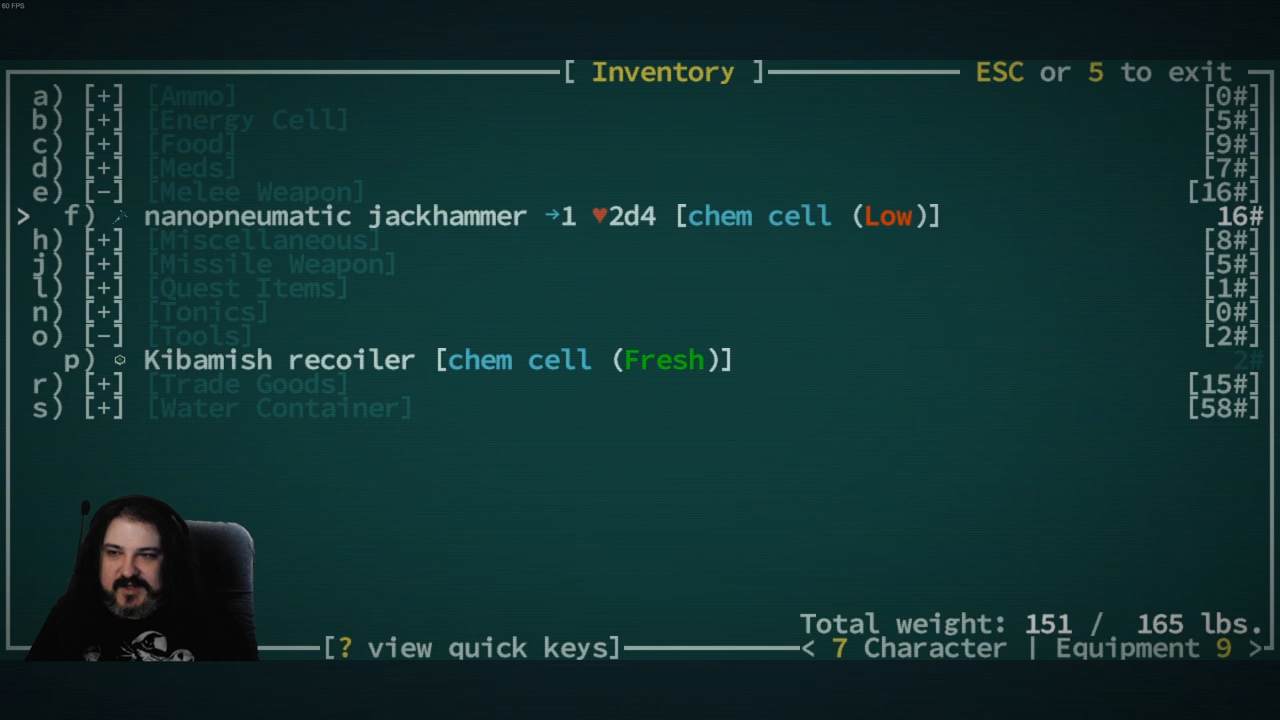 60 FPS
[ Inventory ] ESC or 5 to exit
a) [+] [Ammo] [0#]
b) [+] [Energy Cell] [5#]
c) [+] [Food] [9#]
d) [+] [Meds] [7#]
e) [-] [Melee Weapon] [16#]
> f) nanopneumatic jackhammer →1 ♥2d4 [chem cell (Low)] 16#
h) [+] [Miscellaneous] [8#]
j) [+] [Missile Weapon] [5#]
l) [+] [Quest Items] [1#]
n) [+] [Tonics] [0#]
o) [-] [Tools] [2#]
p) Kibamish recoiler [chem cell (Fresh)] 2#
r) [+] [Trade Goods] [15#]
s) [+] [Water Container] [58#]
Total weight: 151 / 165 lbs.
[? view quick keys] < 7 Character | Equipment 9 >